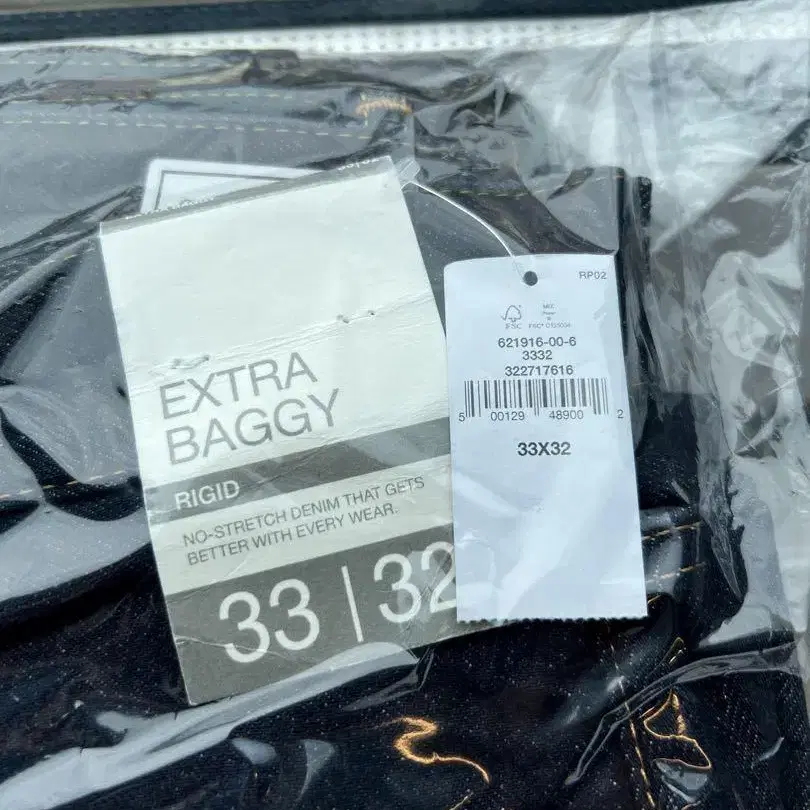 EXTRA
BAGGY
RIGID
NO-STRETCH DENIM THAT GETS
BETTER WITH EVERY WEAR.
33 | 32
RP02
FSC
621916-00-6
3332
322717616
5 00129 48900 2
33X32